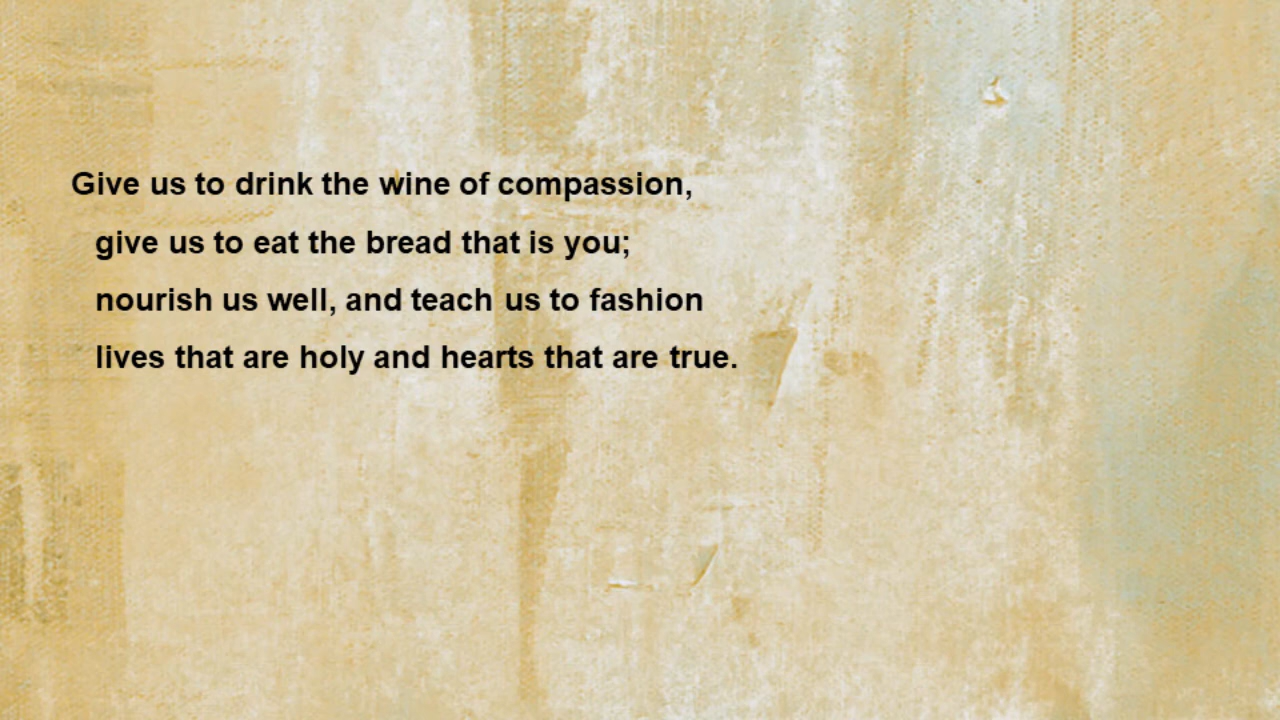 Give us to drink the wine of compassion,
give us to eat the bread that is you;
nourish us well, and teach us to fashion
lives that are holy and hearts that are true.